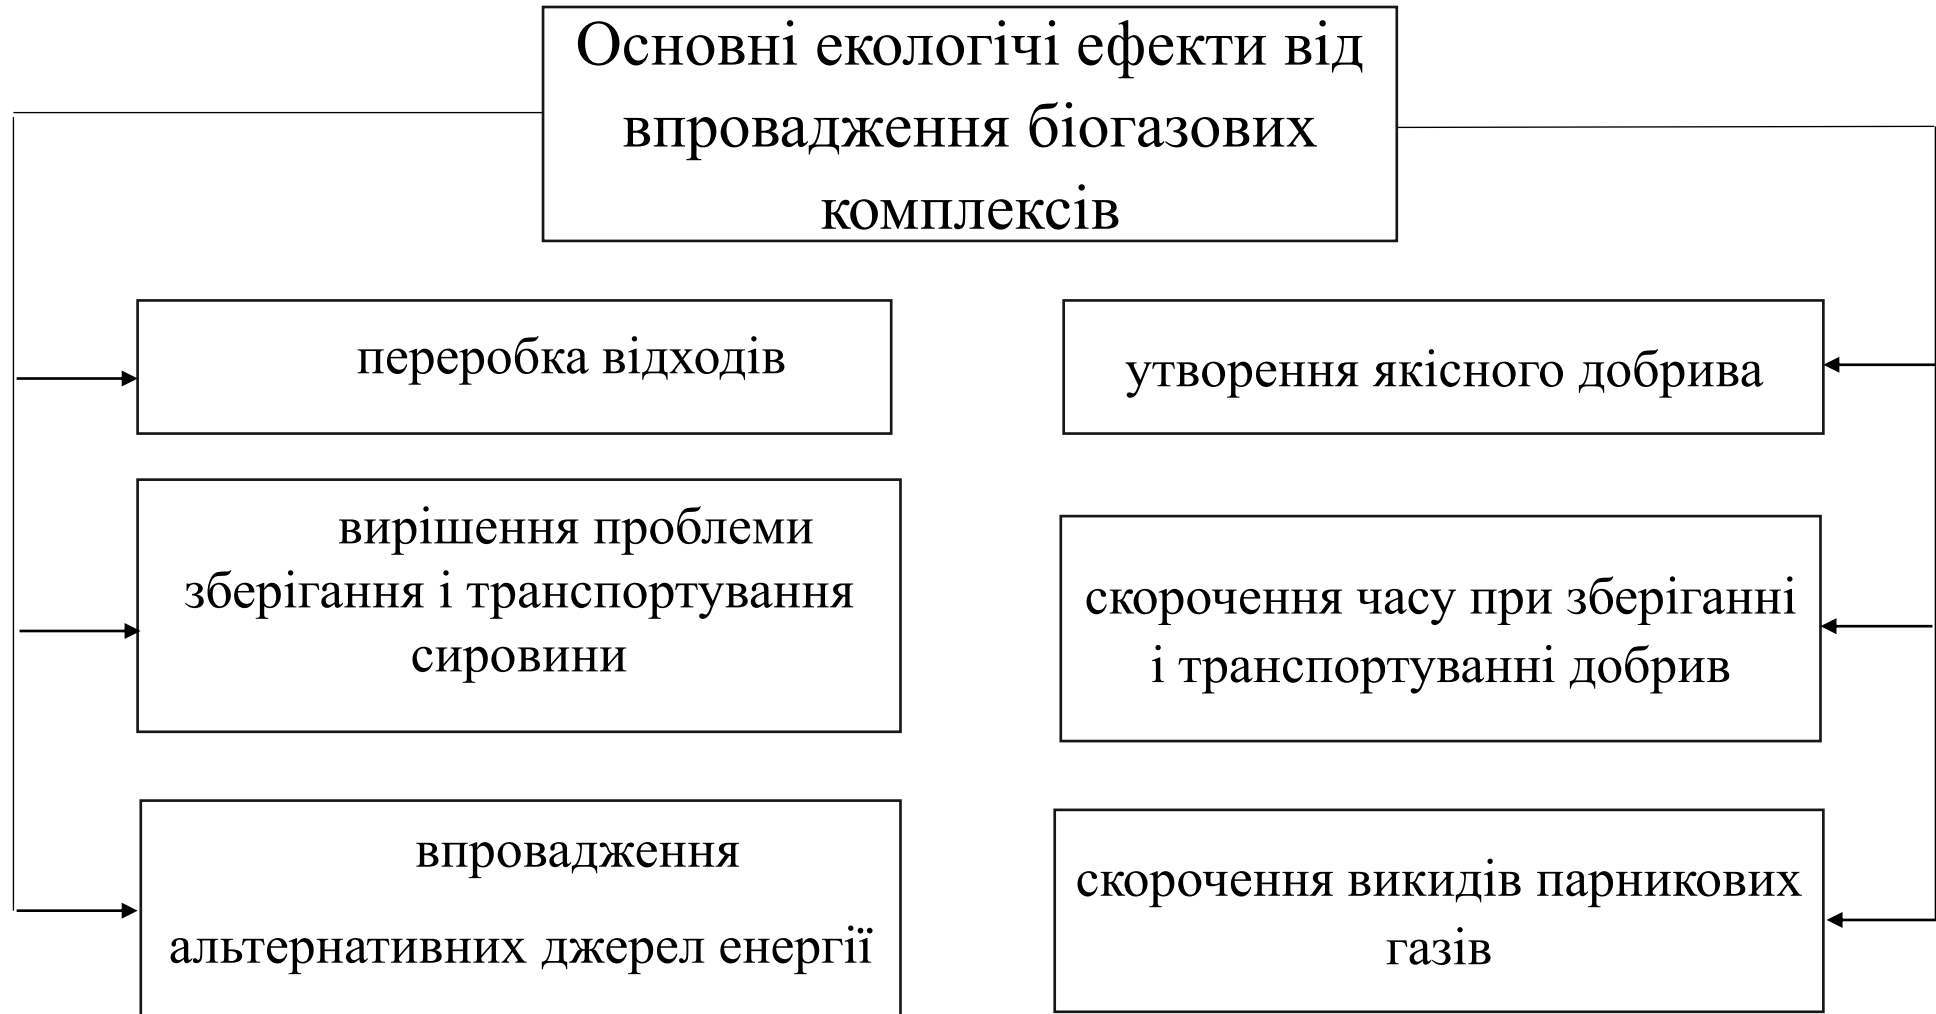 Основні екологічі ефекти від
впровадження біогазових
комплексів
переробка відходів
вирішення проблеми
зберігання і транспортування
сировини
впровадження
альтернативних джерел енергії
утворення якісного добрива
скорочення часу при зберіганні
і транспортуванні добрив
скорочення викидів парникових
газів